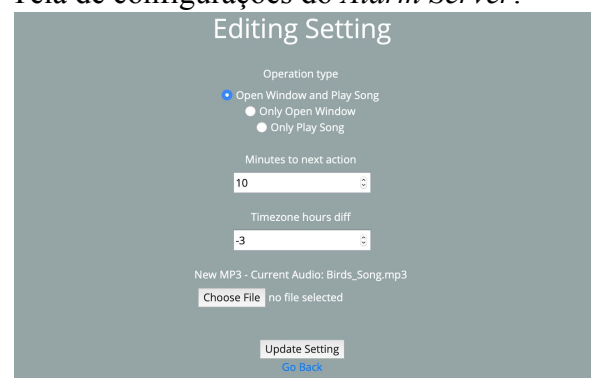 Tela de configurações do Alarm Server.
Editing Setting
Operation type
Open Window and Play Song
Only Open Window
Only Play Song
Minutes to next action
10
Timezone hours diff
-3
New MP3 - Current Audio: Birds_Song.mp3
Choose File no file selected
Update Setting
Go Back